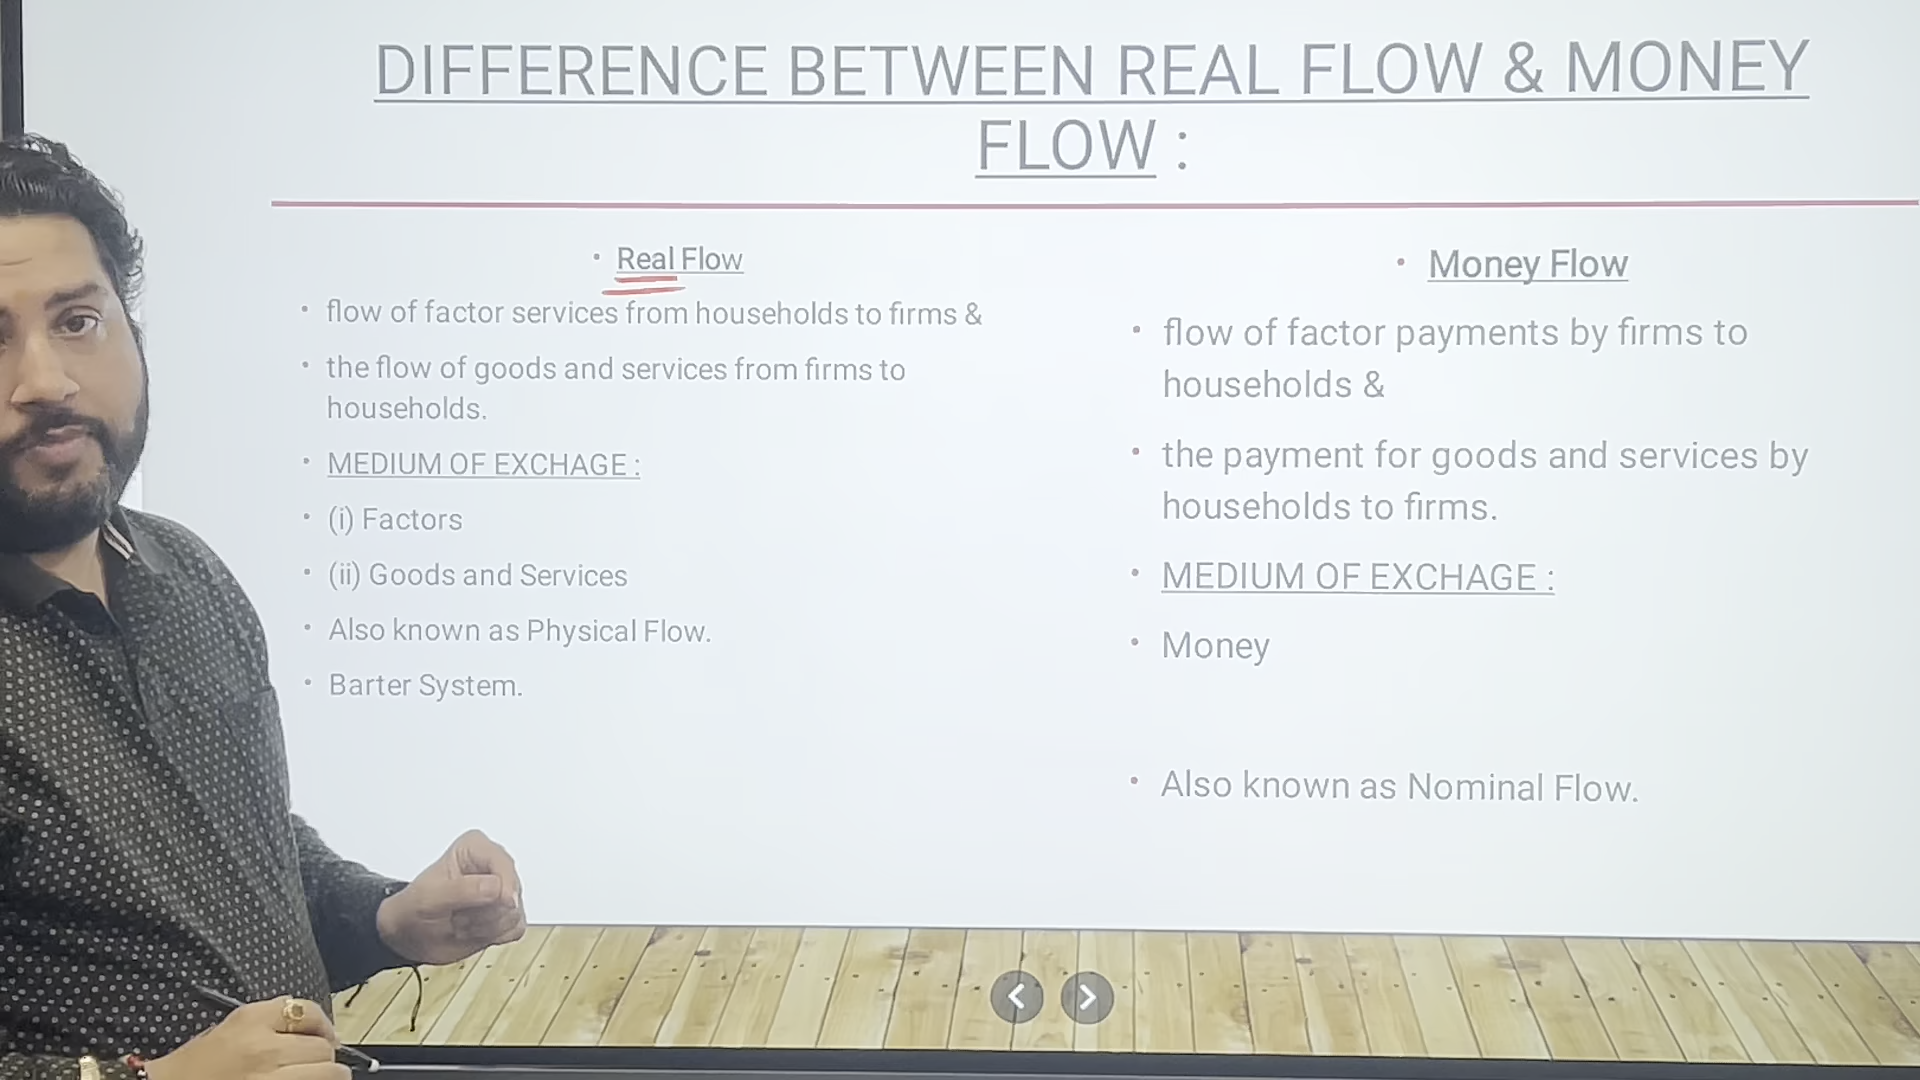 DIFFERENCE BETWEEN REAL FLOW & MONEY
FLOW :
• Real Flow
• flow of factor services from households to firms &
• the flow of goods and services from firms to
households.
• MEDIUM OF EXCHAGE :
• (i) Factors
• (ii) Goods and Services
• Also known as Physical Flow.
• Barter System.
• Money Flow
• flow of factor payments by firms to
households &
• the payment for goods and services by
households to firms.
• MEDIUM OF EXCHAGE :
• Money
• Also known as Nominal Flow.